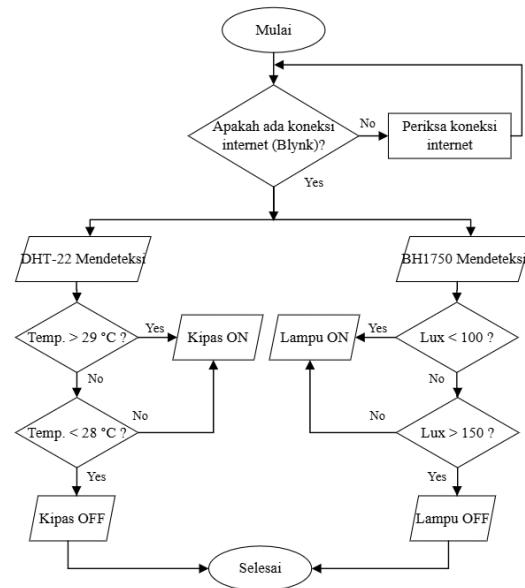 Mulai
Apakah ada koneksi
internet (Blynk)?
No
Periksa koneksi
internet
Yes
DHT-22 Mendeteksi
BH1750 Mendeteksi
Temp. > 29 °C ?
Yes
Kipas ON
Lampu ON
Yes
Lux < 100 ?
No
No
Temp. < 28 °C ?
No
No
Lux > 150 ?
Yes
Yes
Kipas OFF
Lampu OFF
Selesai